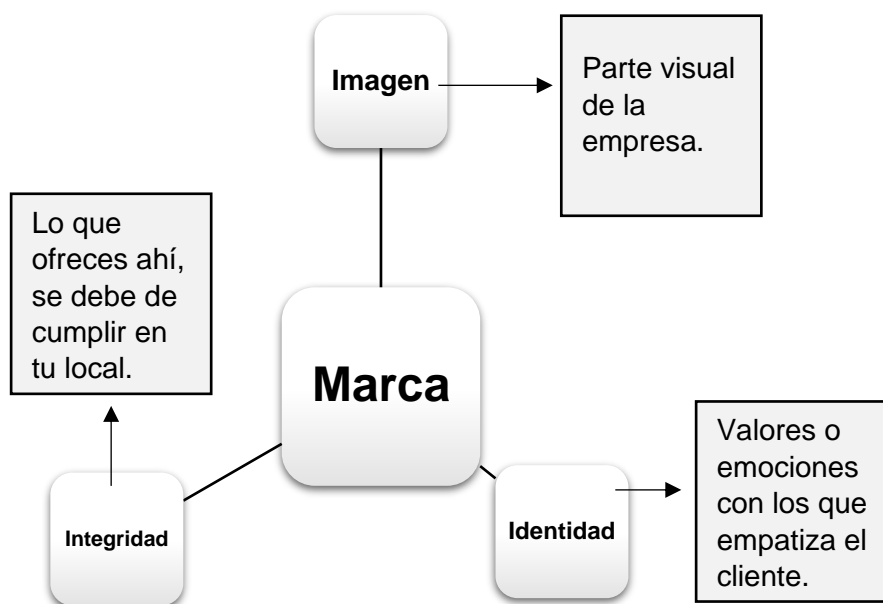 Imagen
Parte visual
de la
empresa.
Lo que
ofreces ahí,
se debe de
cumplir en
tu local.
Marca
Integridad
Identidad
Valores o
emociones
con los que
empatiza el
cliente.